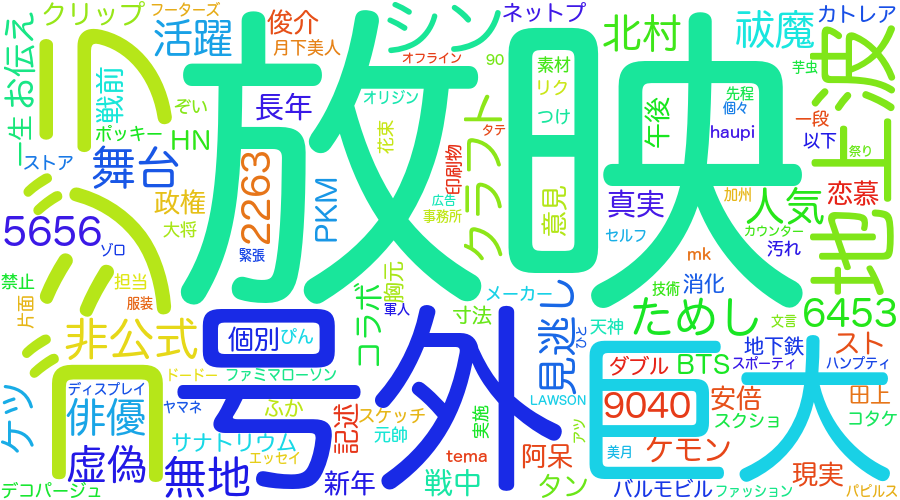 クリップ
フーターズ
活躍
俊介
月下美人
シン
オフライン
ネットプ
90
北村
祓魔
カトレア
芋虫
一生
お伝え
戦前
ぞい
ポッキー
HN
長年
オリジン
花束
タテ
クラフト
印刷物
素材
リク
つけ
意見
午後
先程
個々
haupi
一段
以下
地上波
祭り
放映
ストア
舞台
5656
ゾロ
政権
大将
2263
緊張
PKM
広告
事務所
真実
加州
恋慕
人気
カウンター
セルフ
汚れ
mk
技術
消化
文言
禁止
片面
担当
服装
非公式
個別
ぴん
コラボ
胸元
軍人
メーカー
寸法
見逃し
ひと
天神
ためし
6453
BTS
地下鉄
スポーティ
スト
ハンプティ
ダブル
号外
巨大
ケツ
ディスプレイ
俳優
虚偽
ドードー
ヤマネ
ファミマローソン
ふか
サナトリウム
エッセイ
記述
スケッチ
元帥
実施
アッ
LAWSON
9040
美月
安倍
スクショ
田上
コタケ
デコパージュ
無地
新年
戦中
tema
阿呆
タン
ケモン
バルモビル
ファッション
現実
パピルス